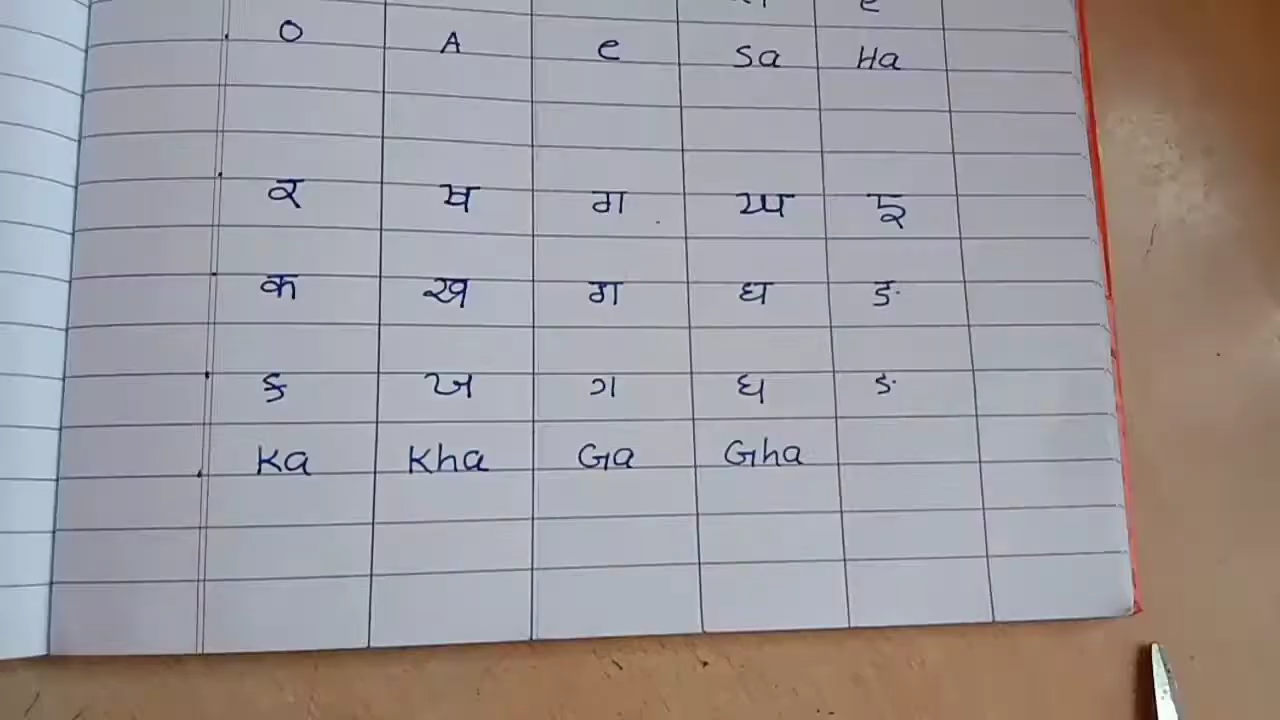 O A e Sa Ha
ਕ ਖ ਗ ਘ ਙ
क ख ग घ ङ
ક ખ ગ ઘ ઙ
Ka Kha Ga Gha